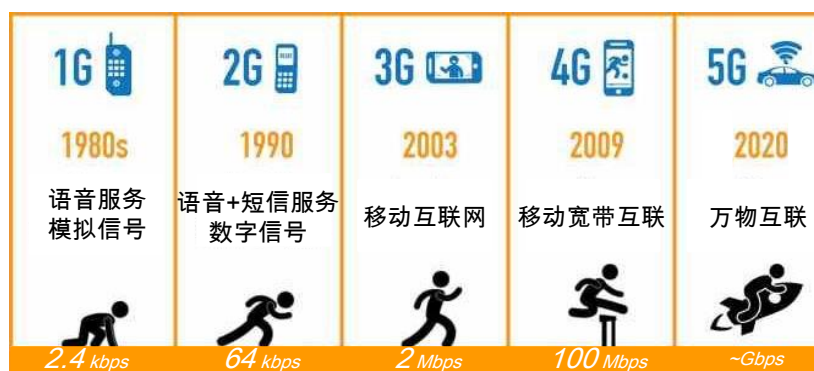 1G
1980s
语音服务
模拟信号
2.4 kbps
2G
1990
语音+短信服务
数字信号
64 kbps
3G
2003
移动互联网
2 Mbps
4G
2009
移动宽带互联
100 Mbps
5G
2020
万物互联
~Gbps